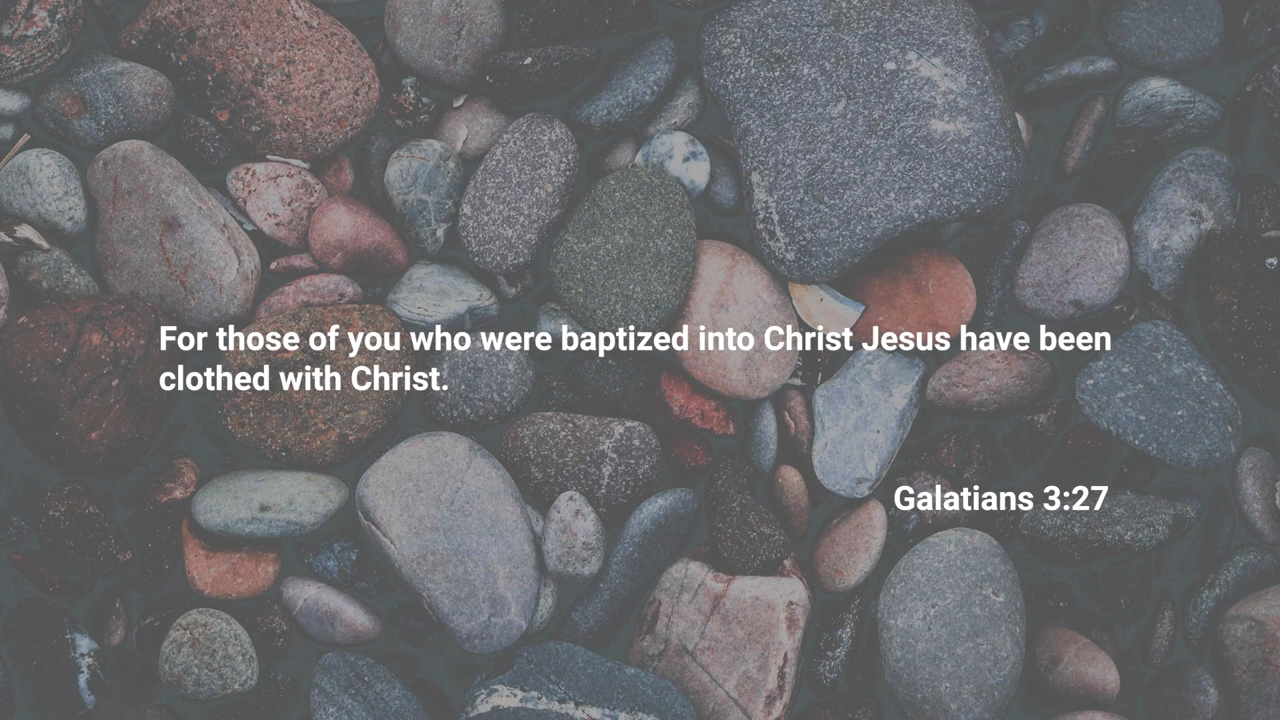 For those of you who were baptized into Christ Jesus have been
clothed with Christ.
Galatians 3:27